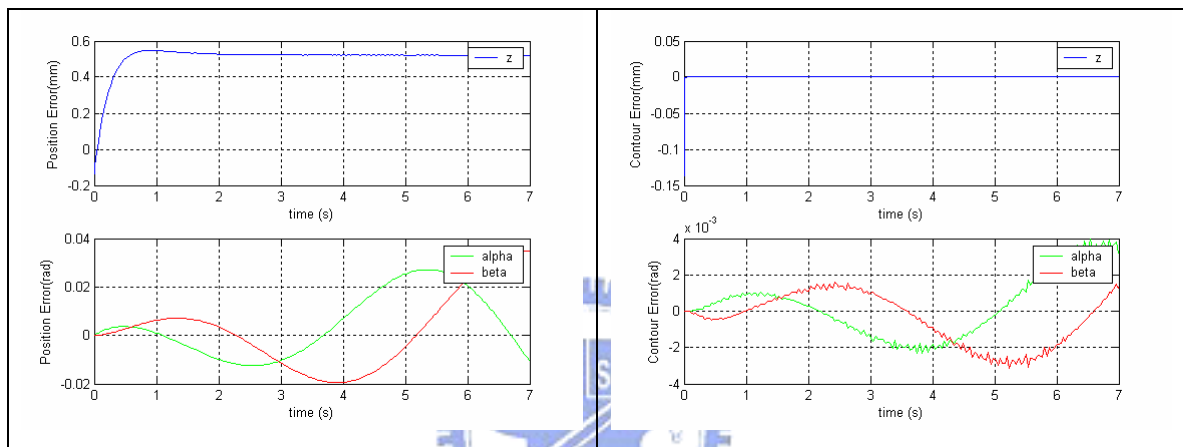 Position Error(mm)
0.6
0.4
0.2
0
-0.2
z
0 1 2 3 4 5 6 7
time (s)
Position Error(rad)
0.04
0.02
0
-0.02
alpha
beta
0 1 2 3 4 5 6 7
time (s)
Contour Error(mm)
0.05
0
-0.05
-0.1
-0.15
z
0 1 2 3 4 5 6 7
time (s)
x 10^-3
Contour Error(rad)
4
2
0
-2
-4
alpha
beta
0 1 2 3 4 5 6 7
time (s)
S